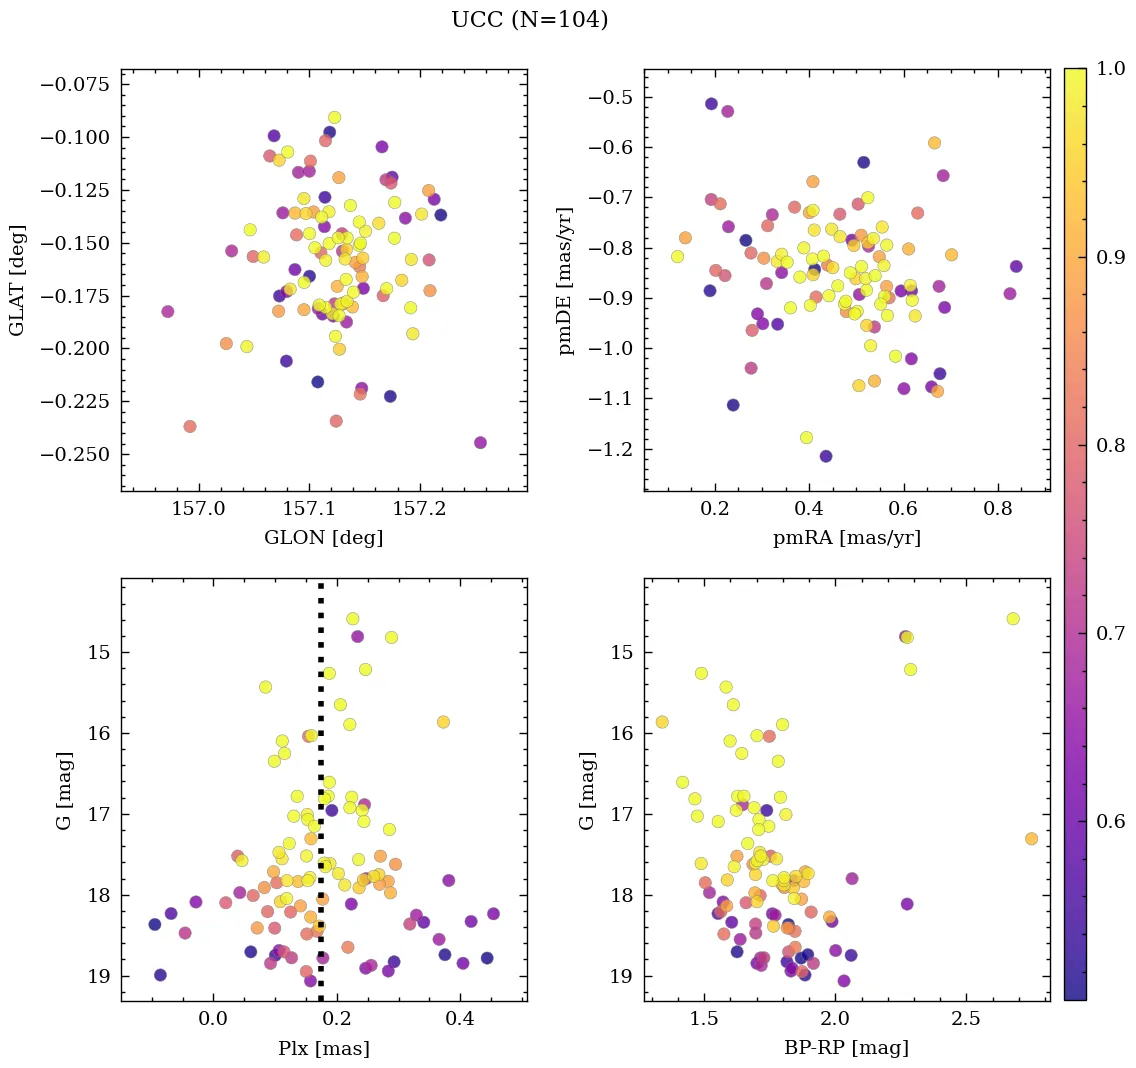 UCC (N=104)
−0.075
−0.100
−0.125
−0.150
−0.175
−0.200
−0.225
−0.250
GLAT [deg]
157.0 157.1 157.2
GLON [deg]
−0.5
−0.6
−0.7
−0.8
−0.9
−1.0
−1.1
−1.2
pmDE [mas/yr]
0.2 0.4 0.6 0.8
pmRA [mas/yr]
1.0
0.9
0.8
0.7
0.6
15
16
17
18
19
G [mag]
0.0 0.2 0.4
Plx [mas]
15
16
17
18
19
G [mag]
1.5 2.0 2.5
BP-RP [mag]